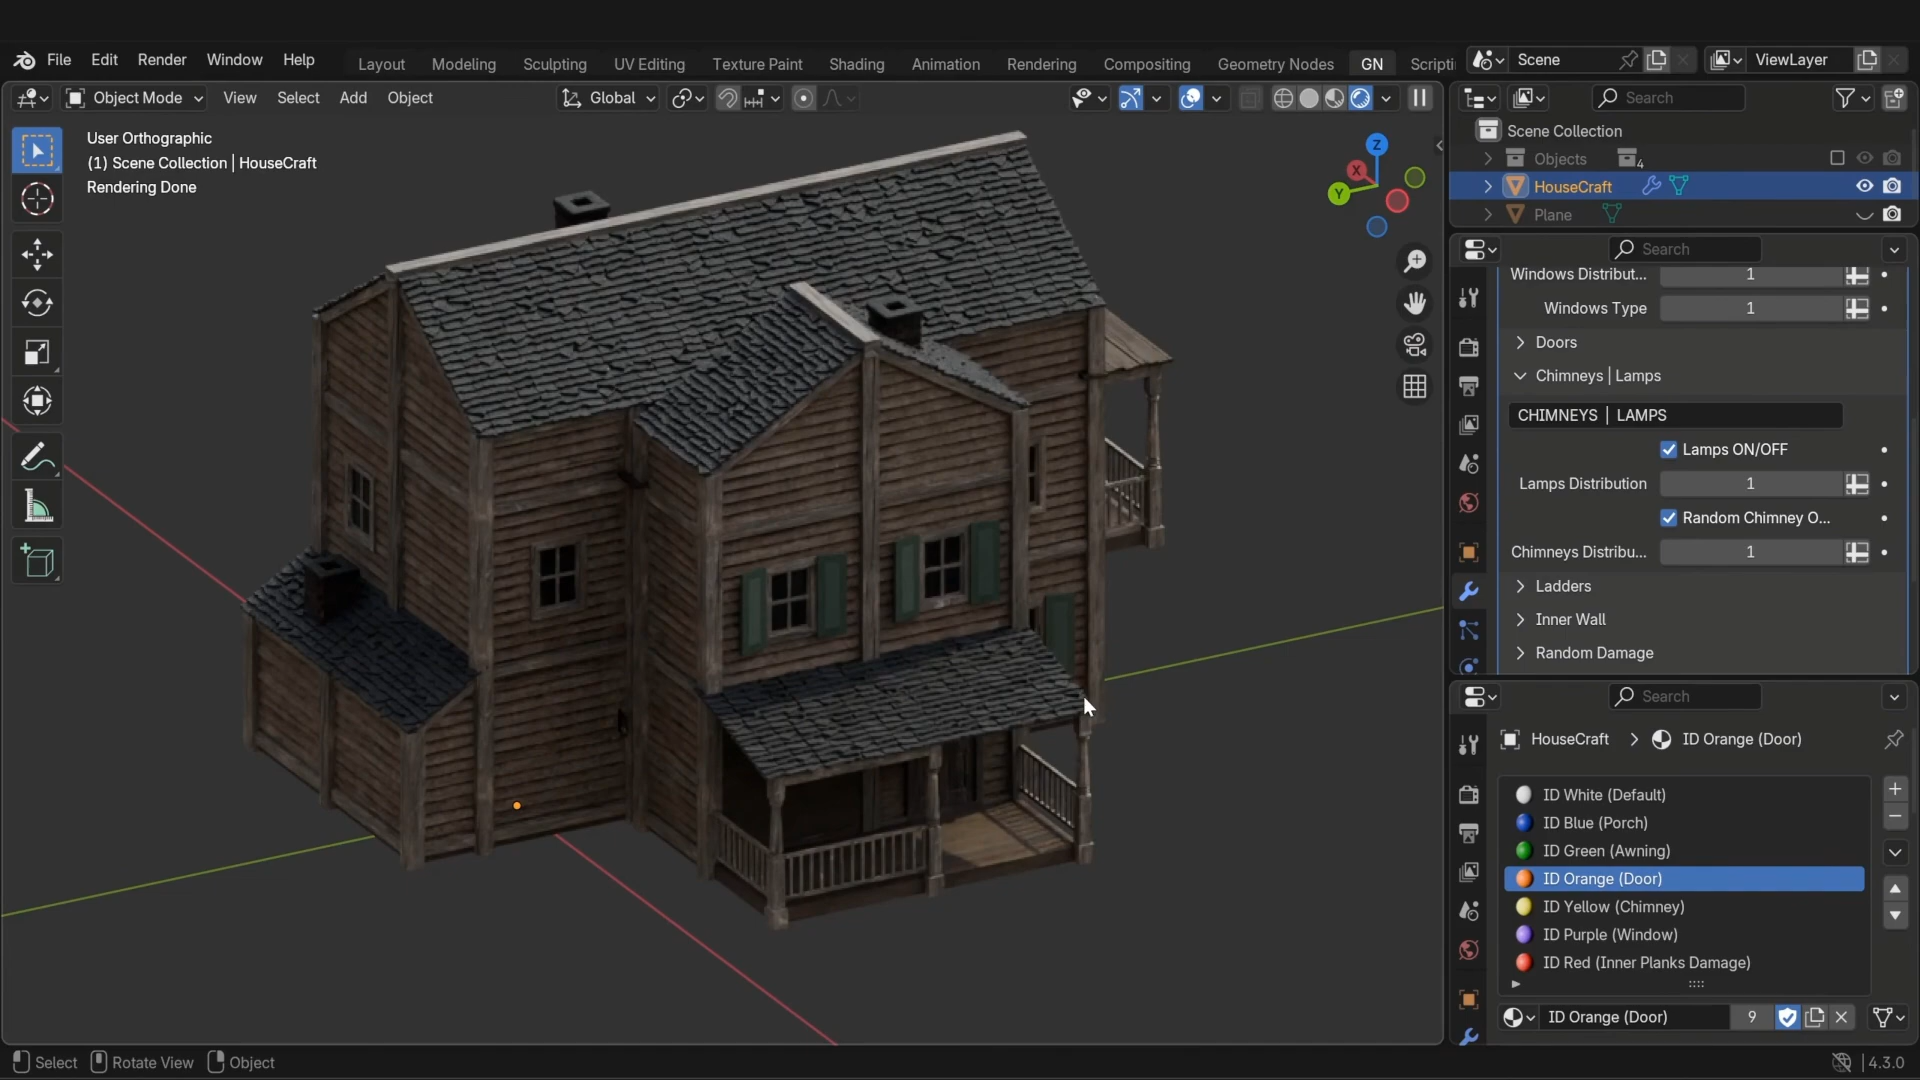 File Edit Render Window Help
Layout Modeling Sculpting UV Editing Texture Paint Shading Animation Rendering Compositing Geometry Nodes GN Scripti
Scene
ViewLayer
Object Mode View Select Add Object
Global
Search
User Orthographic
(1) Scene Collection | HouseCraft
Rendering Done
Z
X
Y
Scene Collection
Objects 4
HouseCraft
Plane
Search
Windows Distribut... 1
Windows Type 1
Doors
Chimneys | Lamps
CHIMNEYS | LAMPS
Lamps ON/OFF
Lamps Distribution 1
Random Chimney O...
Chimneys Distribu... 1
Ladders
Inner Wall
Random Damage
Search
HouseCraft > ID Orange (Door)
ID White (Default)
ID Blue (Porch)
ID Green (Awning)
ID Orange (Door)
ID Yellow (Chimney)
ID Purple (Window)
ID Red (Inner Planks Damage)
ID Orange (Door) 9
Select Rotate View Object
4.3.0